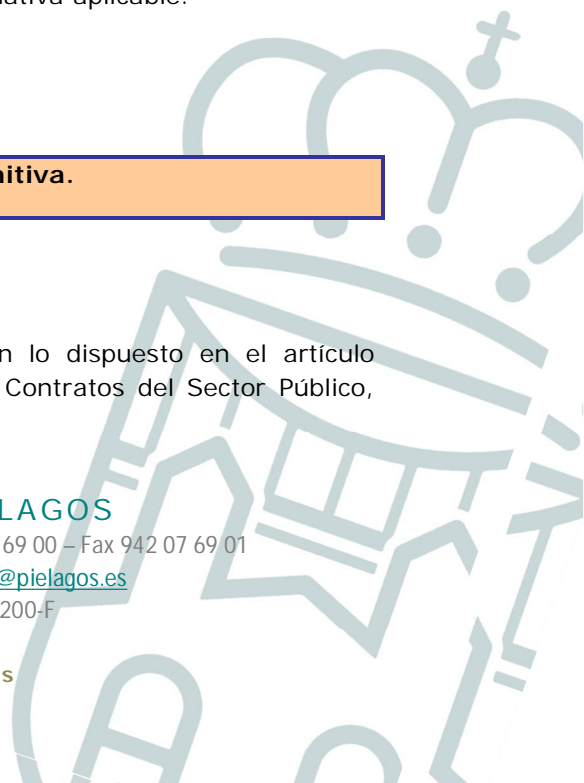 ativa aplicable.
nitiva.
n lo dispuesto en el artículo
Contratos del Sector Público,
LAGOS
69 00 – Fax 942 07 69 01
@pielagos.es
200-F
s